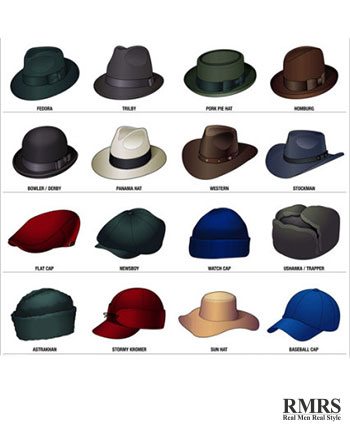 FEDORA
TRILBY
PORK PIE HAT
HOMBURG
BOWLER / DERBY
PANAMA HAT
WESTERN
STOCKMAN
FLAT CAP
NEWSBOY
WATCH CAP
USHANKA / TRAPPER
ASTRAKHAN
STORMY KROMER
SUN HAT
BASEBALL CAP
RMRS
Real Men Real Style